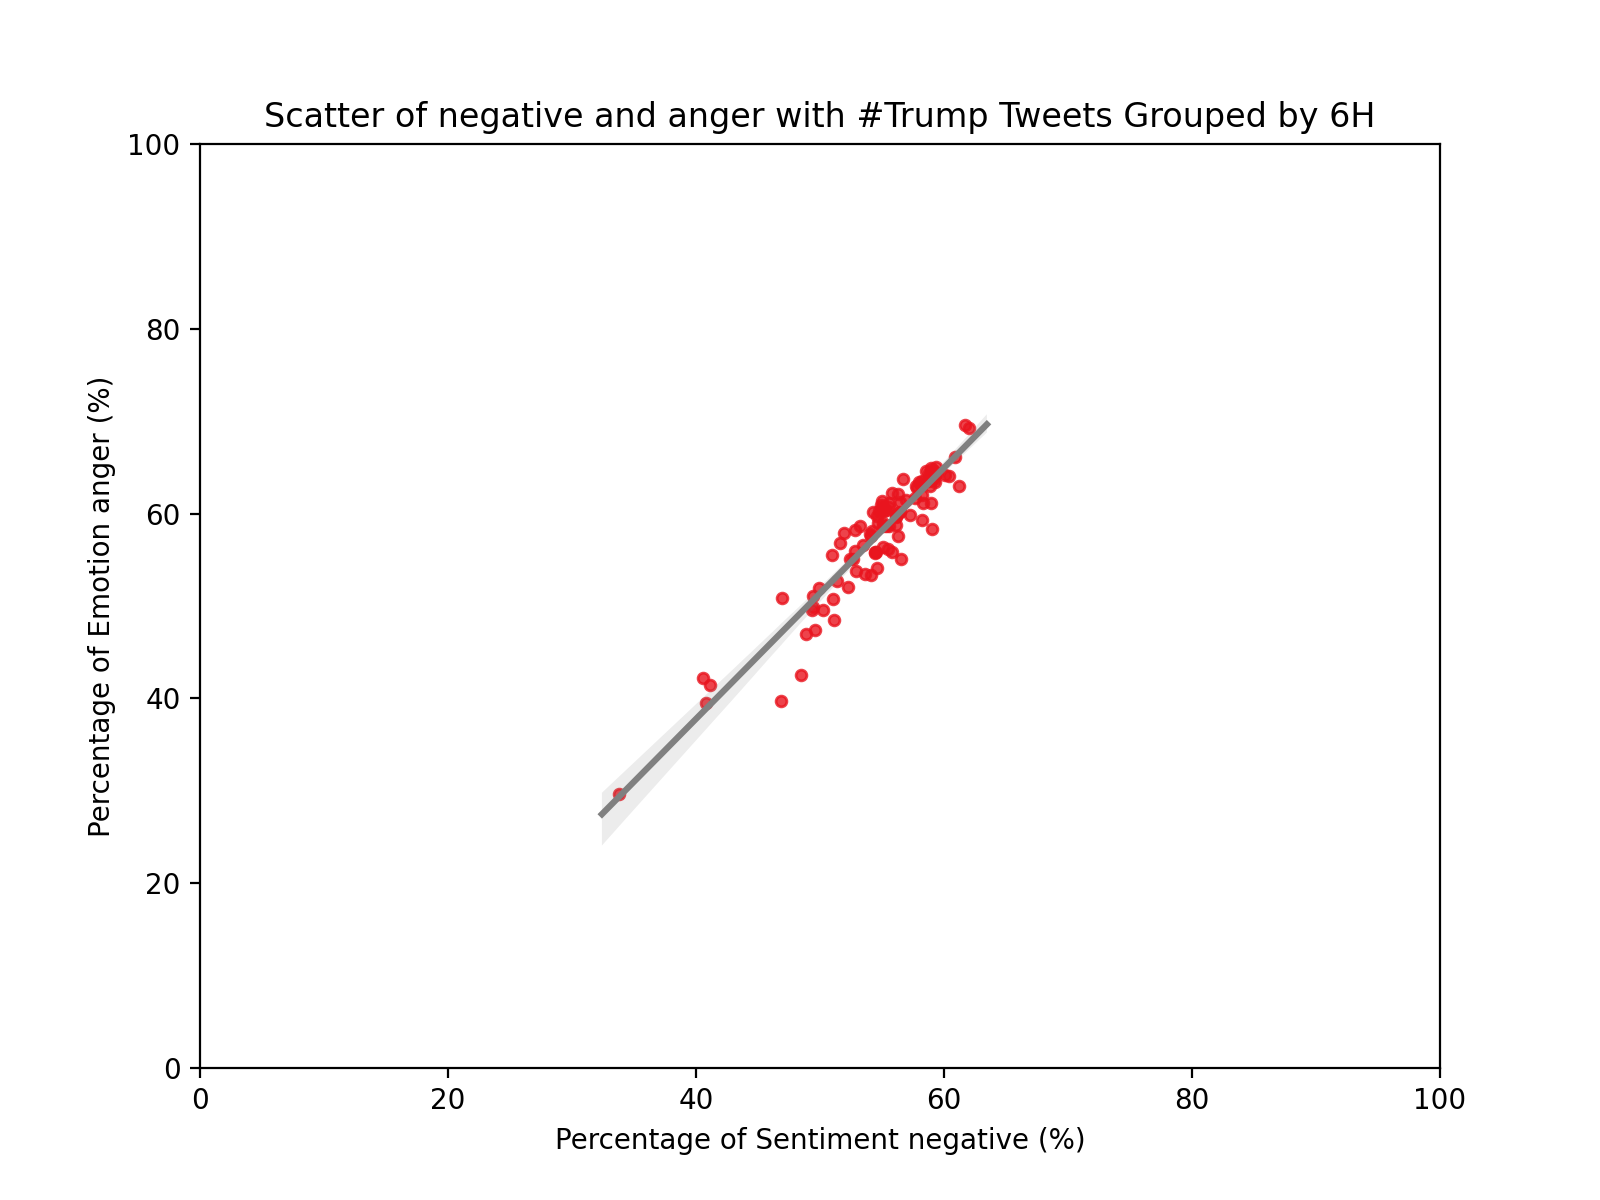 Scatter of negative and anger with #Trump Tweets Grouped by 6H
100
80
60
40
20
0
Percentage of Emotion anger (%)
0 20 40 60 80 100
Percentage of Sentiment negative (%)